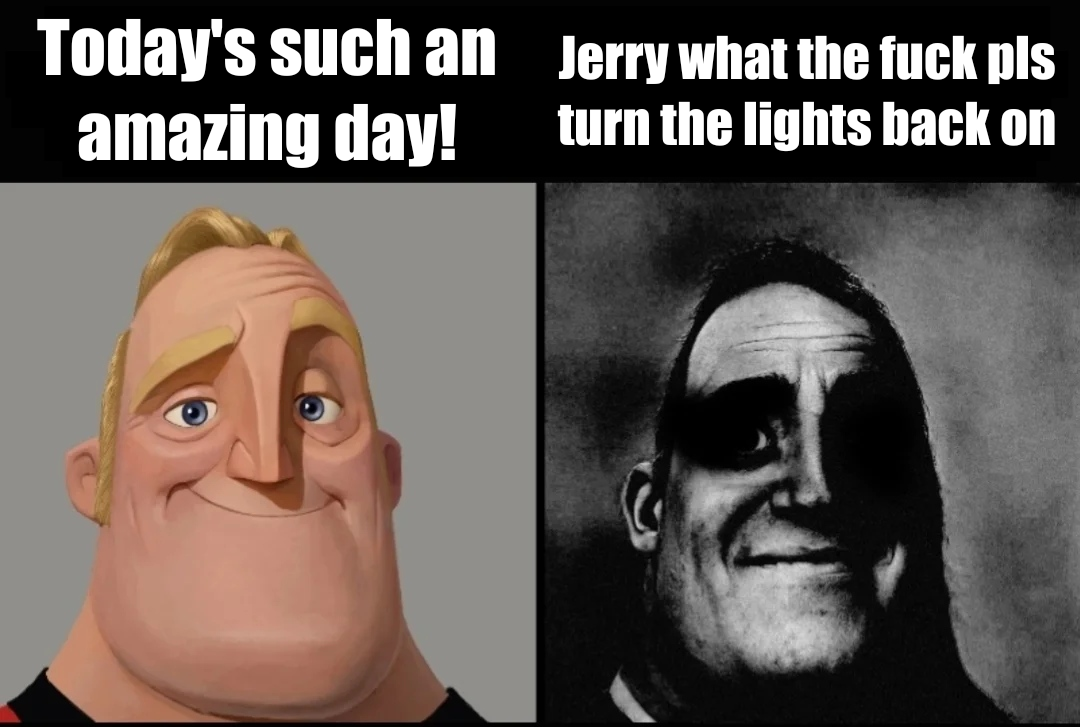 Today's such an
amazing day!
Jerry what the fuck pls
turn the lights back on